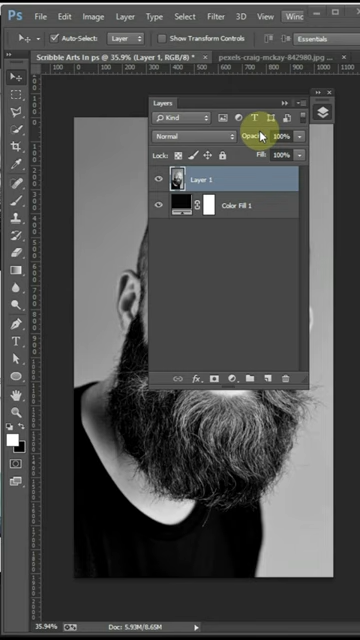 Ps File Edit Image Layer Type Select Filter 3D View Winc
Auto-Select: Layer Show Transform Controls Essentials
Scribble Arts In ps @ 35.9% (Layer 1, RGB/8) * × pexels-craig-mckay-842980.jpg ...
100 0 100 200 300 400 500 600 700 800 900 1000 1100
Layers
Kind
Normal Opacity 100%
Lock: Fill: 100%
Layer 1
Color Fill 1
fx
35.94% Doc: 5.93M/8.65M